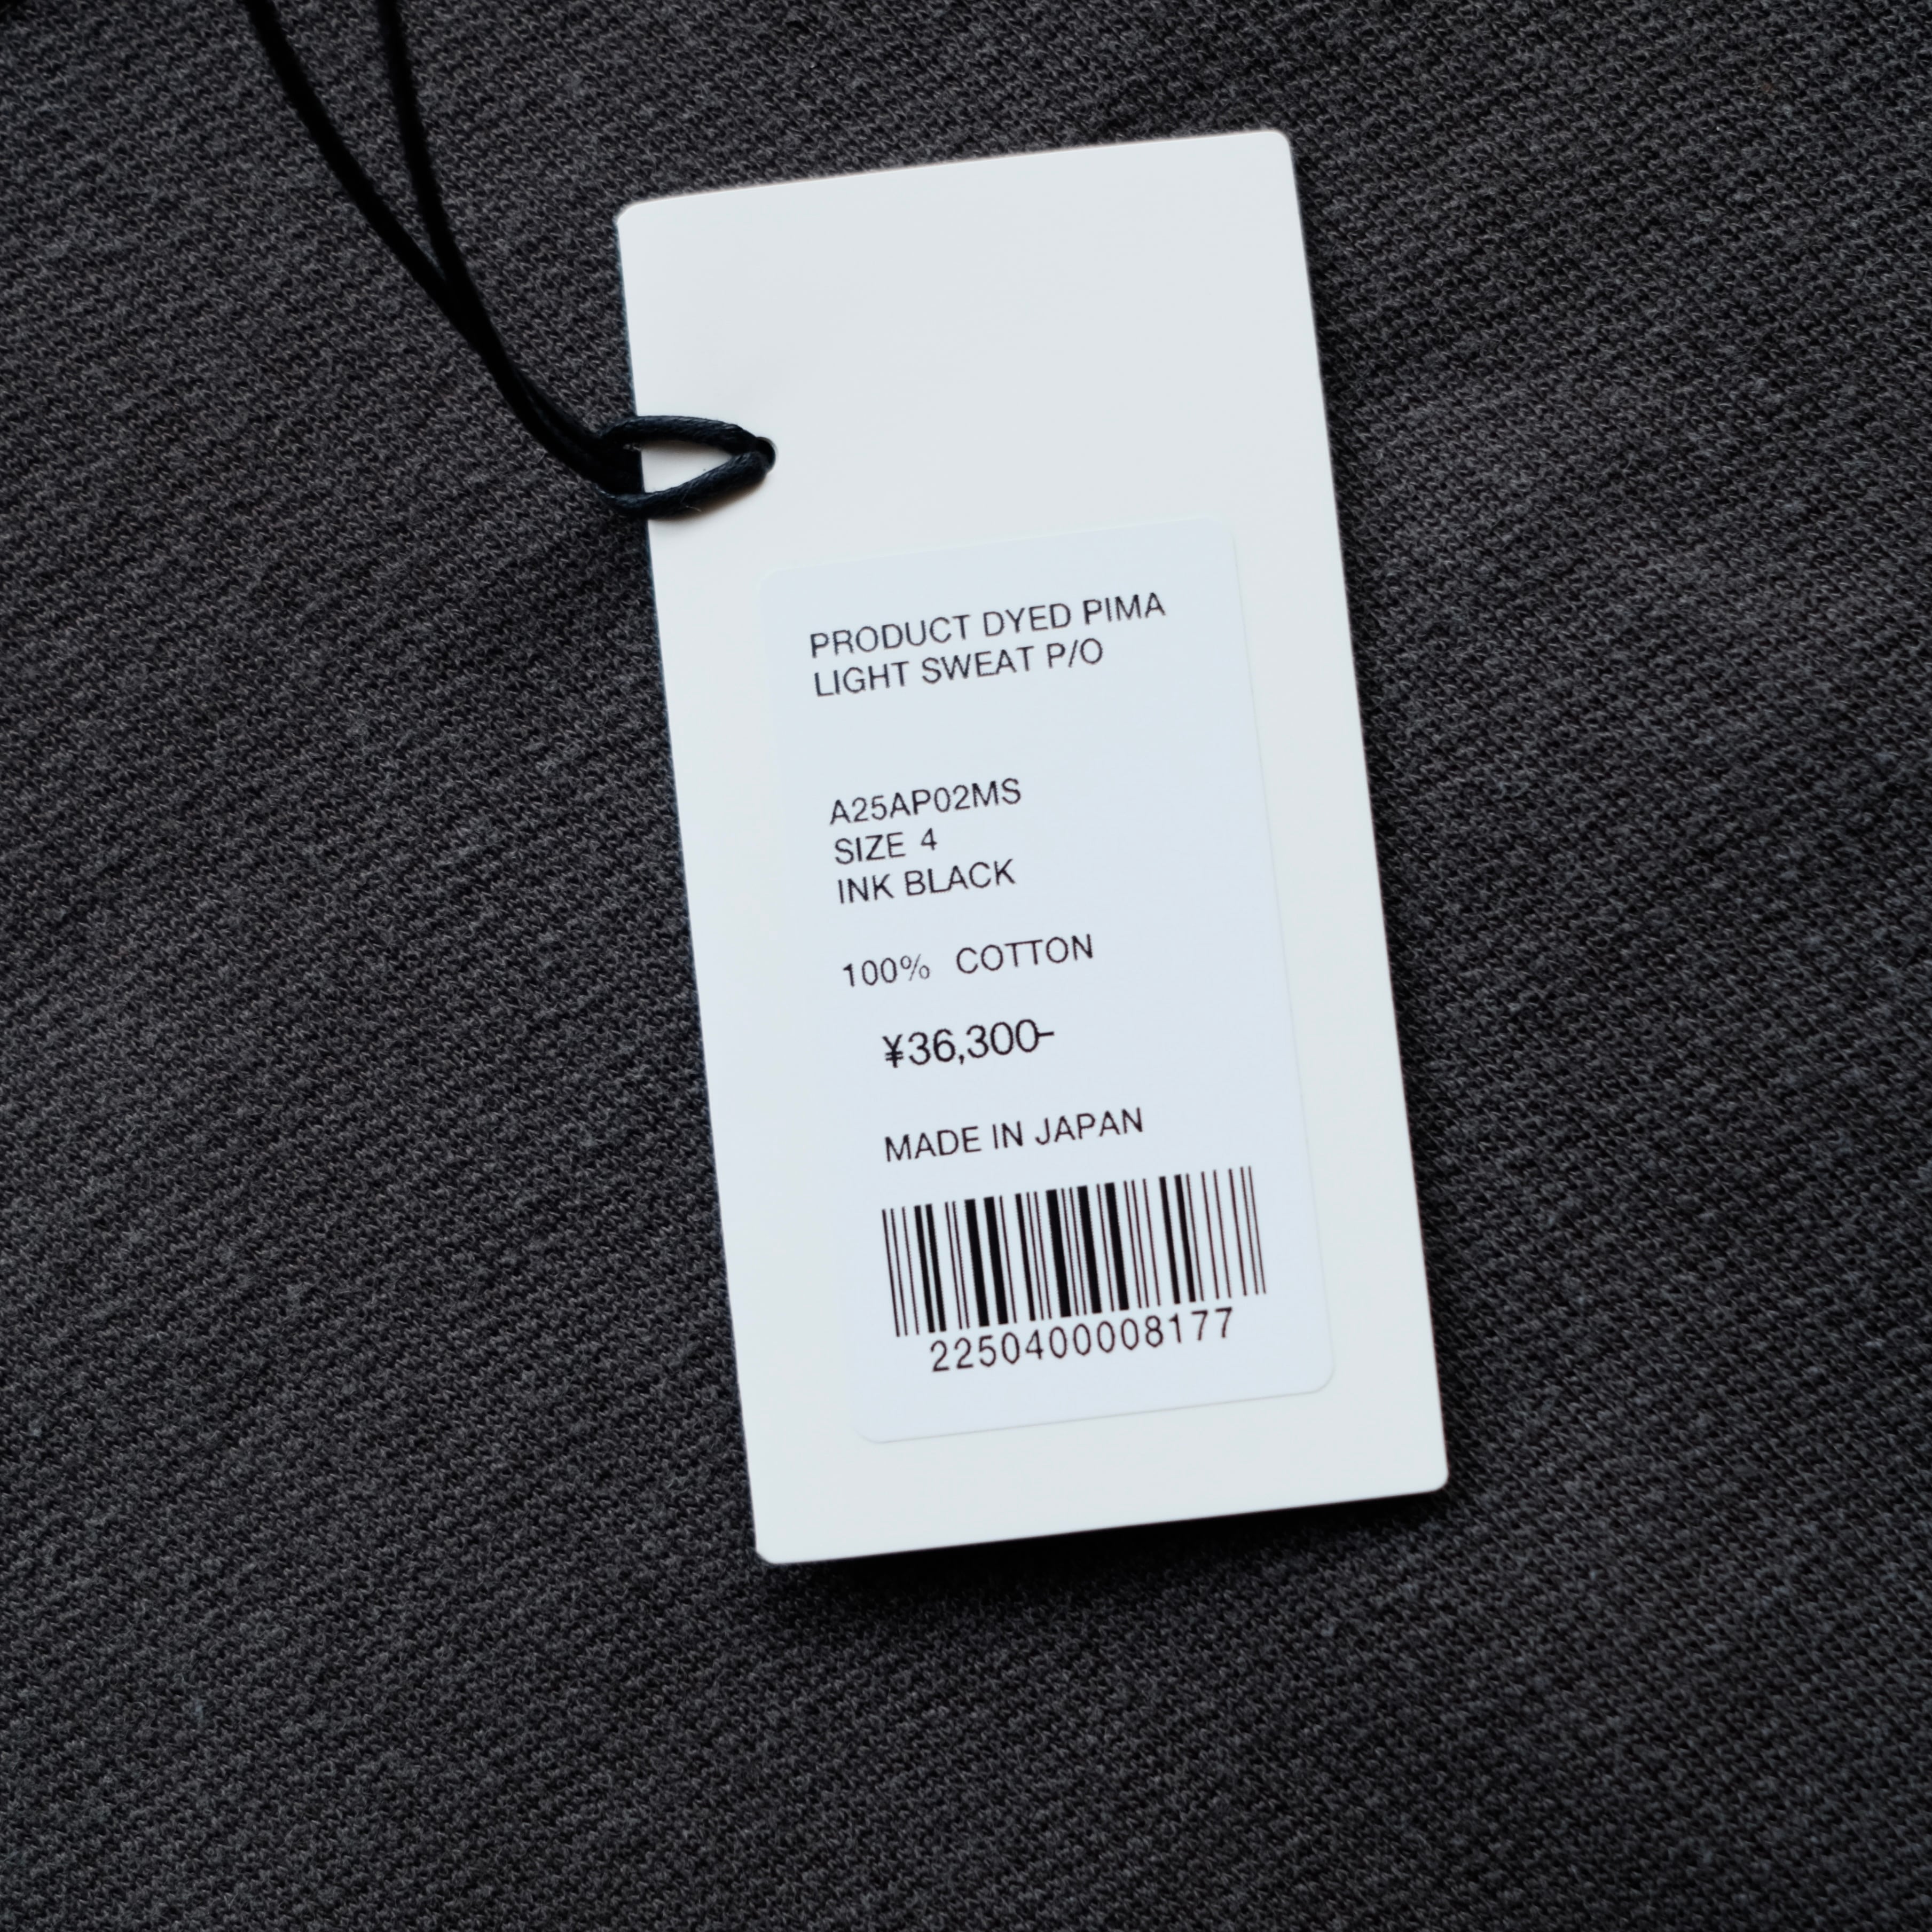 PRODUCT DYED PIMA
LIGHT SWEAT P/O
A25AP02MS
SIZE 4
INK BLACK
100% COTTON
¥36,300-
MADE IN JAPAN
2250400008177